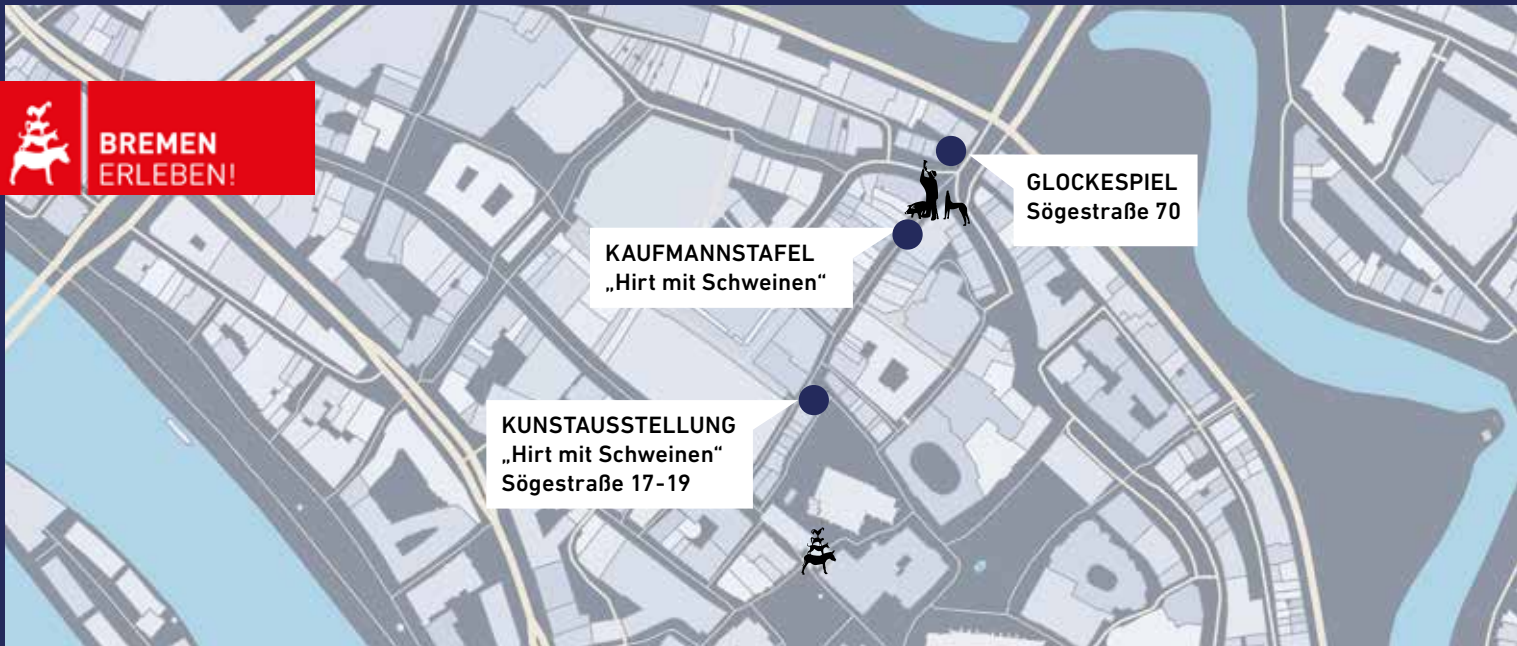 BREMEN
ERLEBEN!
GLOCKESPIEL
Sögestraße 70
KAUFMANNSTAFEL
„Hirt mit Schweinen“
KUNSTAUSSTELLUNG
„Hirt mit Schweinen“
Sögestraße 17-19